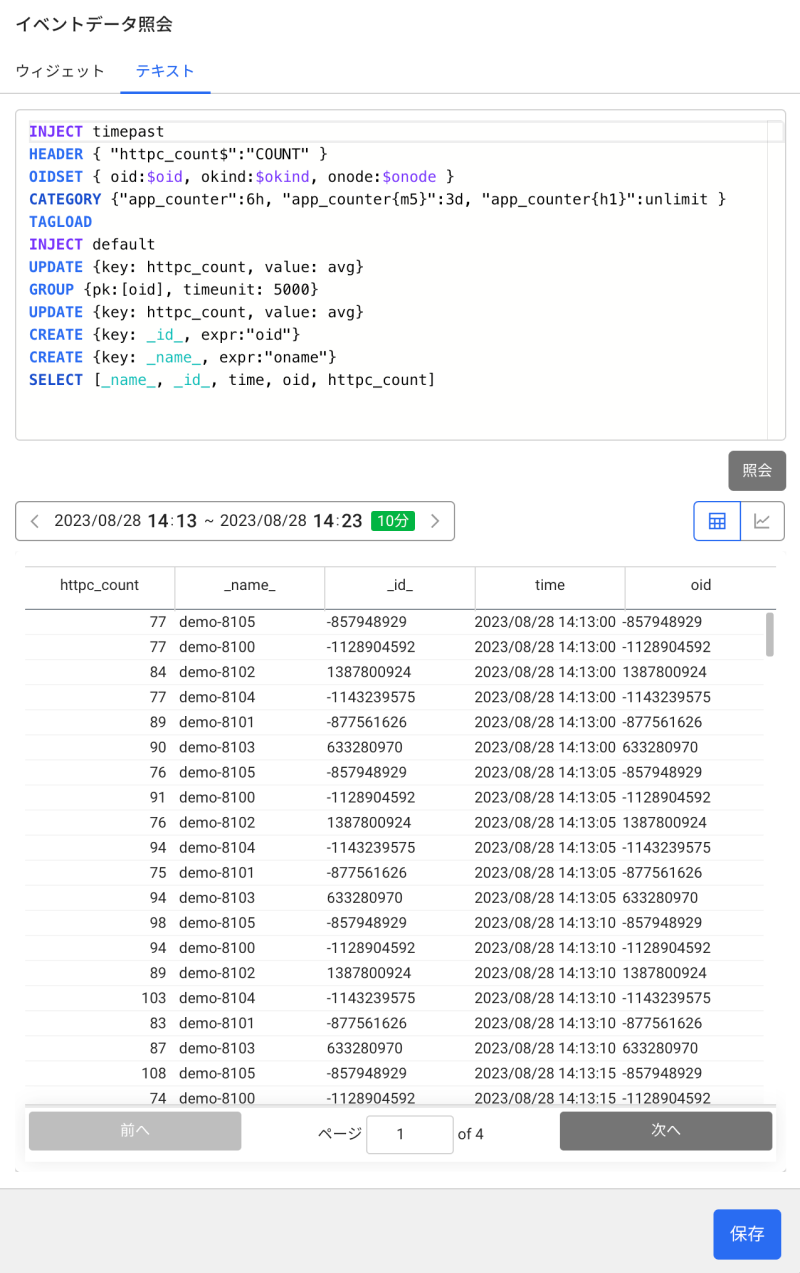 イベントデータ照会
ウィジェット テキスト
INJECT timepast
HEADER { "httpc_count$":"COUNT" }
OIDSET { oid:$oid, okind:$okind, onode:$onode }
CATEGORY {"app_counter":6h, "app_counter{m5}":3d, "app_counter{h1}":unlimit }
TAGLOAD
INJECT default
UPDATE {key: httpc_count, value: avg}
GROUP {pk:[oid], timeunit: 5000}
UPDATE {key: httpc_count, value: avg}
CREATE {key: _id_, expr:"oid"}
CREATE {key: _name_, expr:"oname"}
SELECT [_name_, _id_, time, oid, httpc_count]
照会
2023/08/28 14:13 ~ 2023/08/28 14:23 10分
httpc_count _name_ _id_ time oid
77 demo-8105 -857948929 2023/08/28 14:13:00 -857948929
77 demo-8100 -1128904592 2023/08/28 14:13:00 -1128904592
84 demo-8102 1387800924 2023/08/28 14:13:00 1387800924
77 demo-8104 -1143239575 2023/08/28 14:13:00 -1143239575
89 demo-8101 -877561626 2023/08/28 14:13:00 -877561626
90 demo-8103 633280970 2023/08/28 14:13:00 633280970
76 demo-8105 -857948929 2023/08/28 14:13:05 -857948929
91 demo-8100 -1128904592 2023/08/28 14:13:05 -1128904592
76 demo-8102 1387800924 2023/08/28 14:13:05 1387800924
94 demo-8104 -1143239575 2023/08/28 14:13:05 -1143239575
75 demo-8101 -877561626 2023/08/28 14:13:05 -877561626
94 demo-8103 633280970 2023/08/28 14:13:05 633280970
98 demo-8105 -857948929 2023/08/28 14:13:10 -857948929
94 demo-8100 -1128904592 2023/08/28 14:13:10 -1128904592
89 demo-8102 1387800924 2023/08/28 14:13:10 1387800924
103 demo-8104 -1143239575 2023/08/28 14:13:10 -1143239575
83 demo-8101 -877561626 2023/08/28 14:13:10 -877561626
87 demo-8103 633280970 2023/08/28 14:13:10 633280970
108 demo-8105 -857948929 2023/08/28 14:13:15 -857948929
74 demo-8100 -1128904592 2023/08/28 14:13:15 -1128904592
前へ ページ 1 of 4 次へ
保存